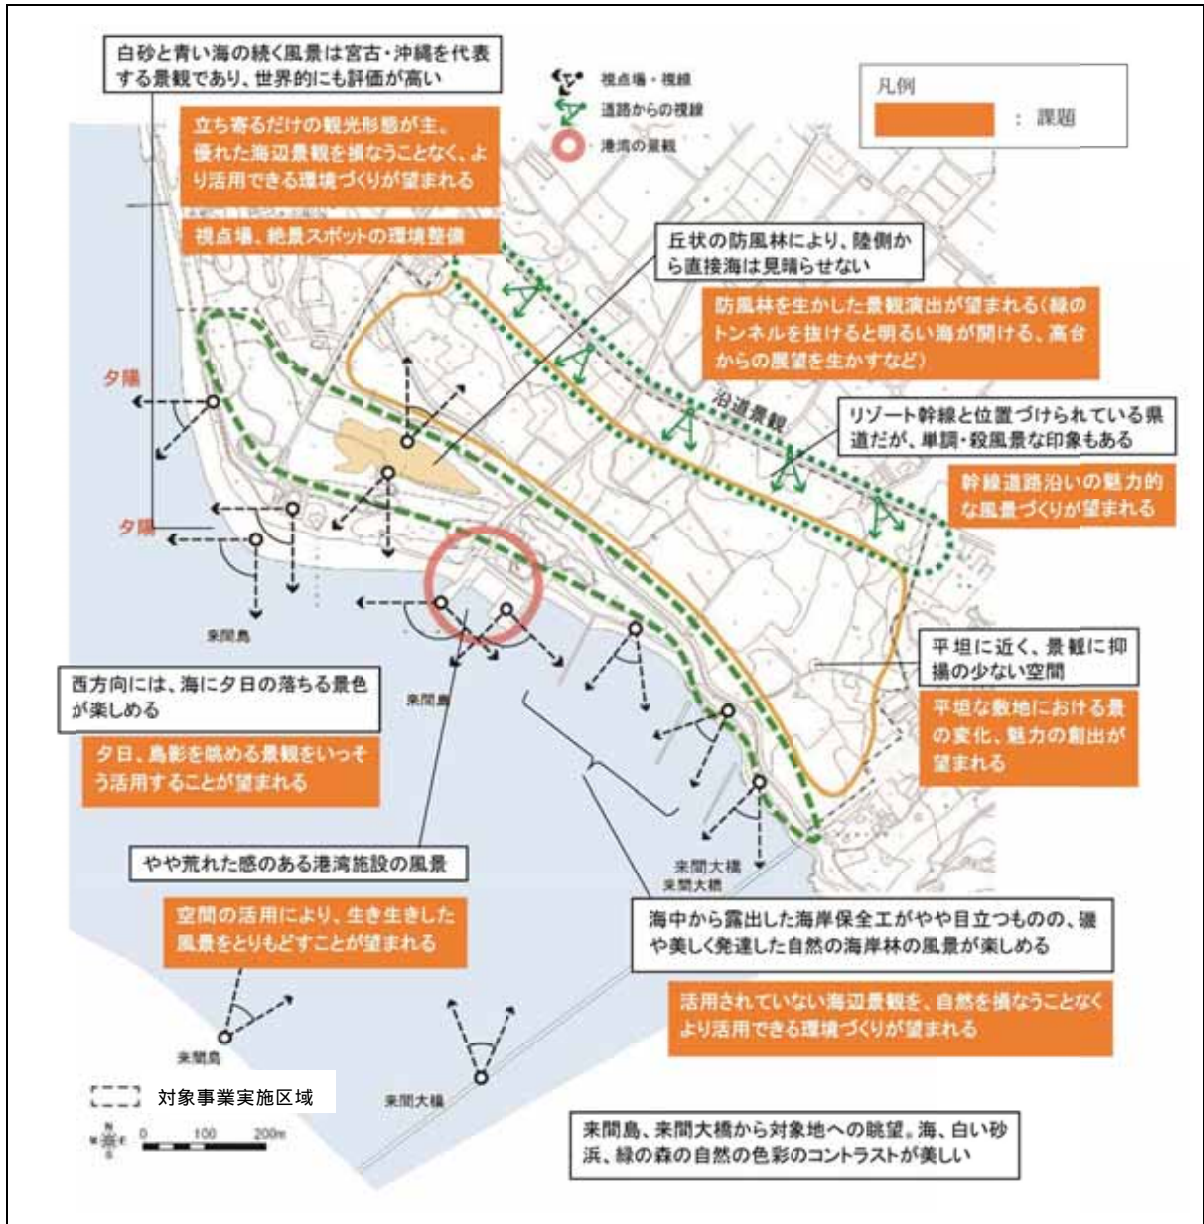 白砂と青い海の続く風景は宮古・沖縄を代表
する景観であり、世界的にも評価が高い
立ち寄るだけの観光形態が主。
優れた海辺景観を損なうことなく、よ
り活用できる環境づくりが望まれる
視点場、絶景スポットの環境整備
視点場・視線
道路からの視線
港湾の景観
凡例
： 課題
丘状の防風林により、陸側か
ら直接海は見晴らせない
防風林を生かした景観演出が望まれる（緑の
トンネルを抜けると明るい海が開ける、高台
からの展望を生かすなど）
沿道景観
リゾート幹線と位置づけられている県
道だが、単調・殺風景な印象もある
幹線道路沿いの魅力的
な風景づくりが望まれる
夕陽
夕陽
来間島
来間島
平坦に近く、景観に抑
揚の少ない空間
平坦な敷地における景
の変化、魅力の創出が
望まれる
西方向には、海に夕日の落ちる景色
が楽しめる
夕日、島影を眺める景観をいっそ
う活用することが望まれる
やや荒れた感のある港湾施設の風景
空間の活用により、生き生きした
風景をとりもどすことが望まれる
来間大橋
来間大橋
海中から露出した海岸保全工がやや目立つものの、磯
や美しく発達した自然の海岸林の風景が楽しめる
活用されていない海辺景観を、自然を損なうことなく
より活用できる環境づくりが望まれる
来間島
来間大橋
対象事業実施区域
N
W E
S
0 100 200m
来間島、来間大橋から対象地への眺望。海、白い砂
浜、緑の森の自然の色彩のコントラストが美しい